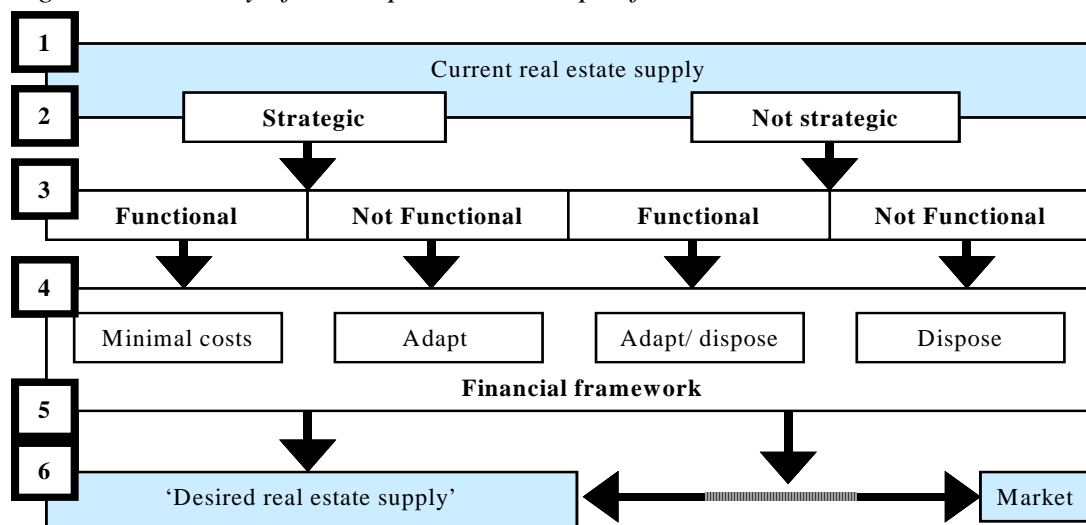 1
Current real estate supply
2
Strategic
Not strategic
3
Functional
Not Functional
Functional
Not Functional
4
Minimal costs
Adapt
Adapt/ dispose
Dispose
Financial framework
5
6
‘Desired real estate supply’
Market